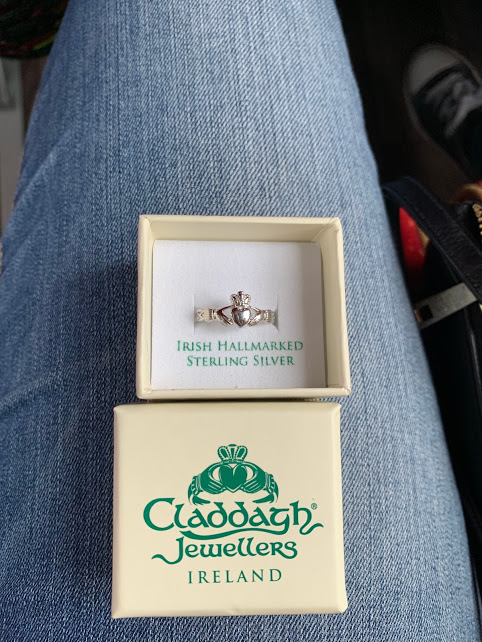 IRISH HALLMARKED
STERLING SILVER
Claddagh®
Jewellers
IRELAND